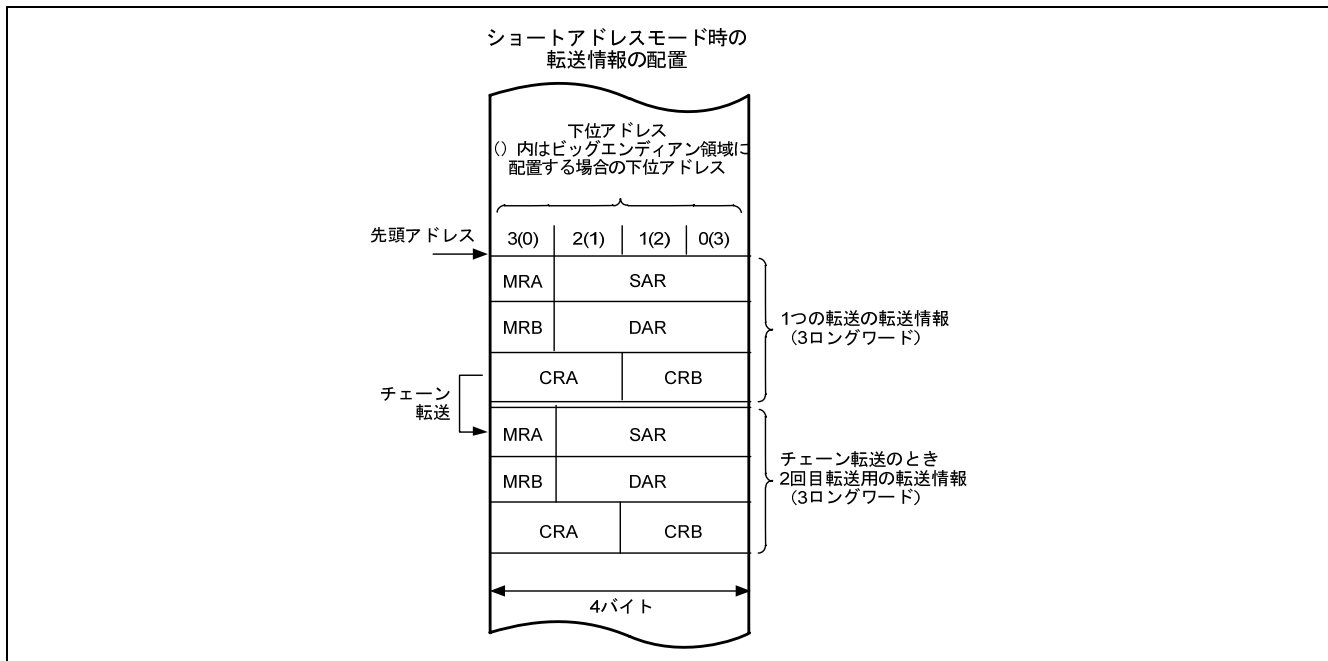 ショートアドレスモード時の
転送情報の配置
下位アドレス
() 内はビッグエンディアン領域に
配置する場合の下位アドレス
先頭アドレス
3(0) 2(1) 1(2) 0(3)
MRA SAR
MRB DAR
CRA CRB
1つの転送の転送情報
(3ロングワード)
チェーン
転送
MRA SAR
MRB DAR
CRA CRB
チェーン転送のとき
2回目転送用の転送情報
(3ロングワード)
4バイト